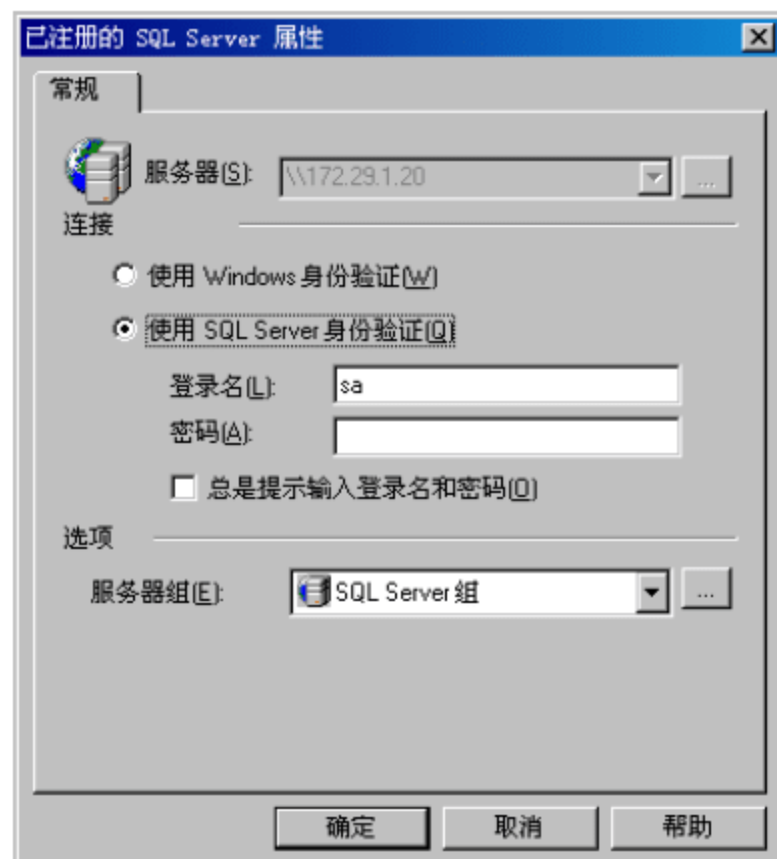 已注册的 SQL Server 属性
常规
服务器(S): \\172.29.1.20 ...
连接
使用 Windows 身份验证(W)
使用 SQL Server 身份验证(Q)
登录名(L): sa
密码(A):
总是提示输入登录名和密码(O)
选项
服务器组(E): SQL Server 组 ...
确定 取消 帮助